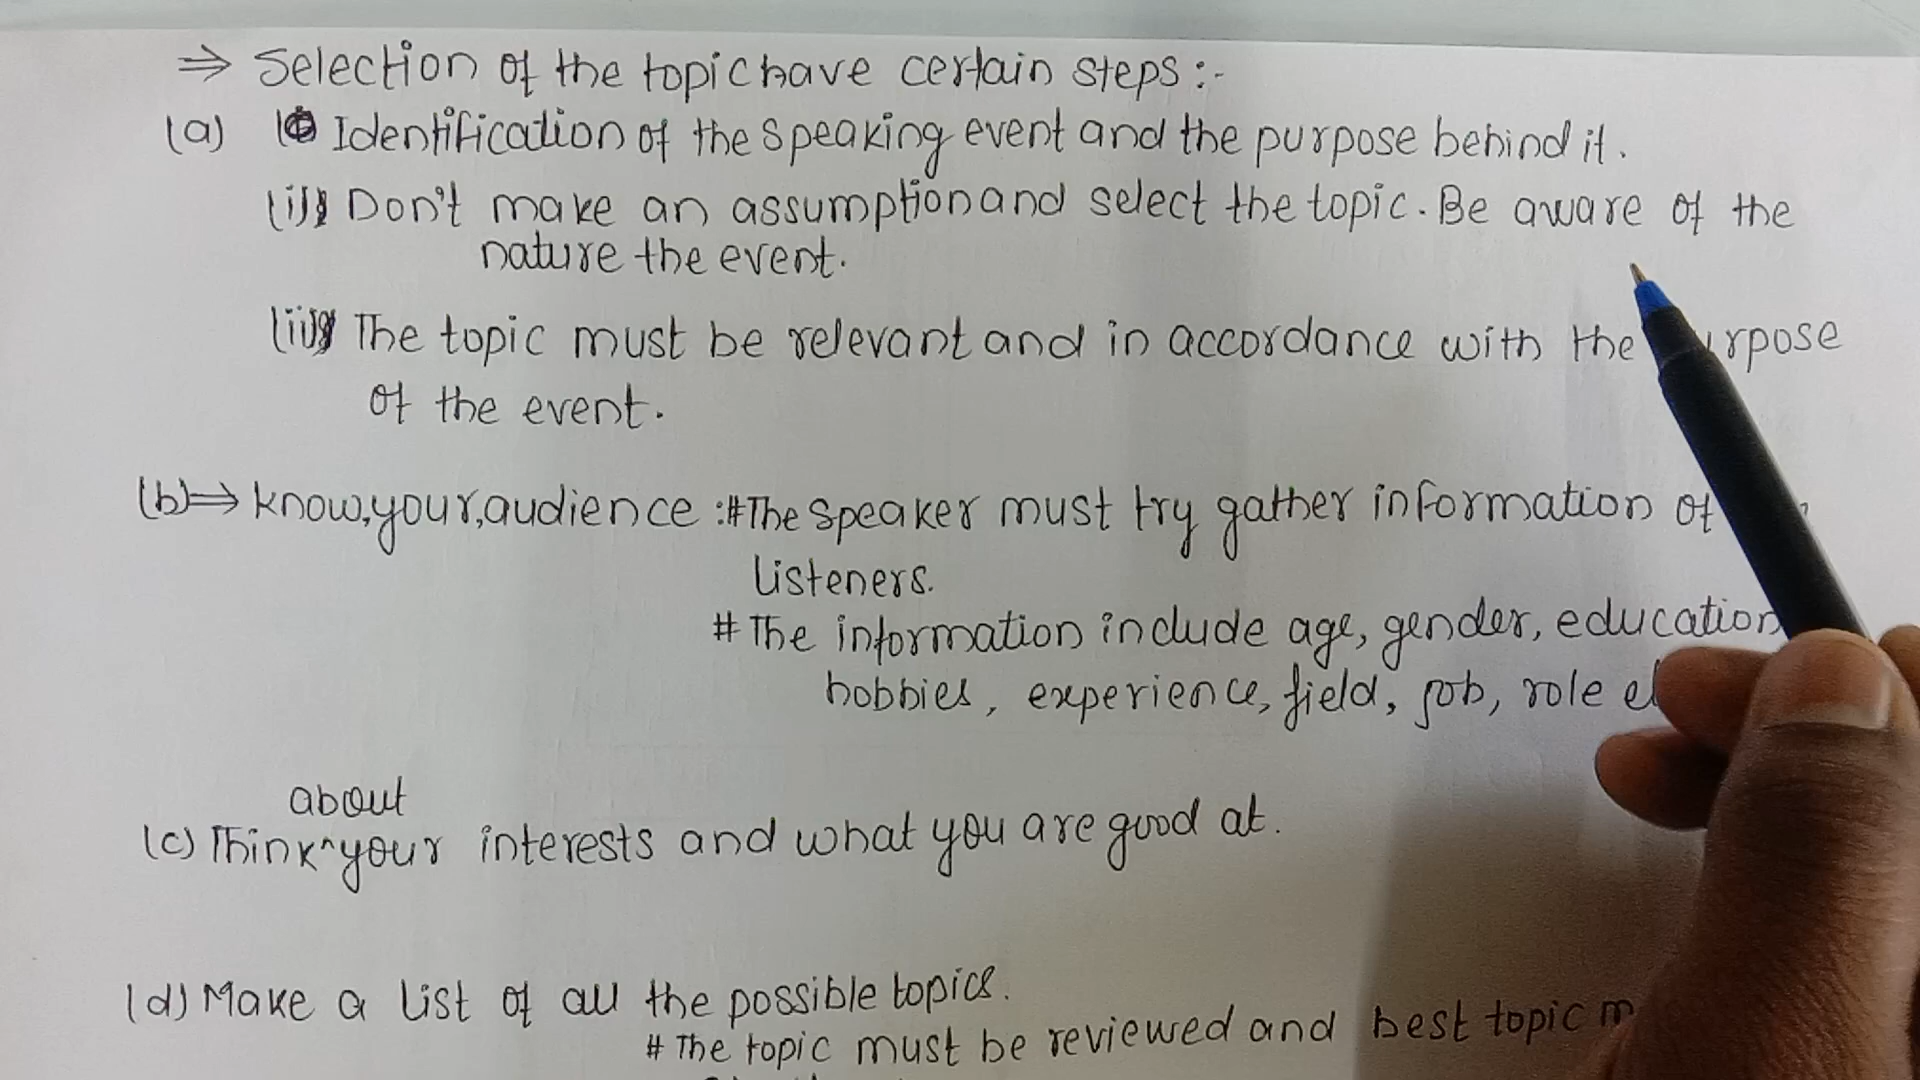 ⇒ Selection of the topic have certain steps :-
(a) Identification of the speaking event and the purpose behind it.
(i) Don't make an assumption and select the topic. Be aware of the
nature the event.
(ii) The topic must be relevant and in accordance with the purpose
of the event.
(b)⇒ know,your,audience :# The speaker must try gather information of
listeners.
# The information include age, gender, education
hobbies, experience, field, job, role
about
(c) Think^your interests and what you are good at.
(d) Make a list of all the possible topics.
# The topic must be reviewed and best topic